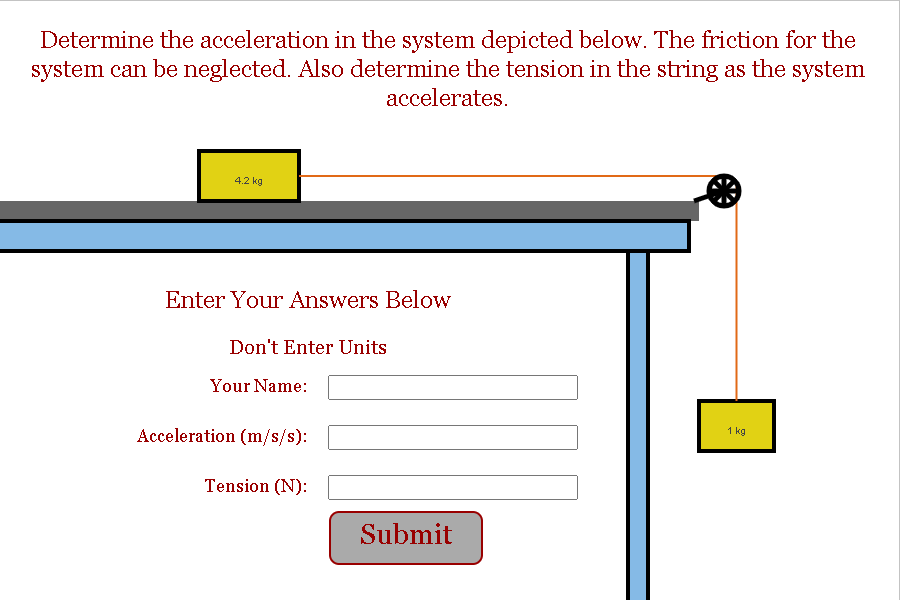 Determine the acceleration in the system depicted below. The friction for the
system can be neglected. Also determine the tension in the string as the system
accelerates.
4.2 kg
Enter Your Answers Below
Don't Enter Units
Your Name:
Acceleration (m/s/s):
1 kg
Tension (N):
Submit